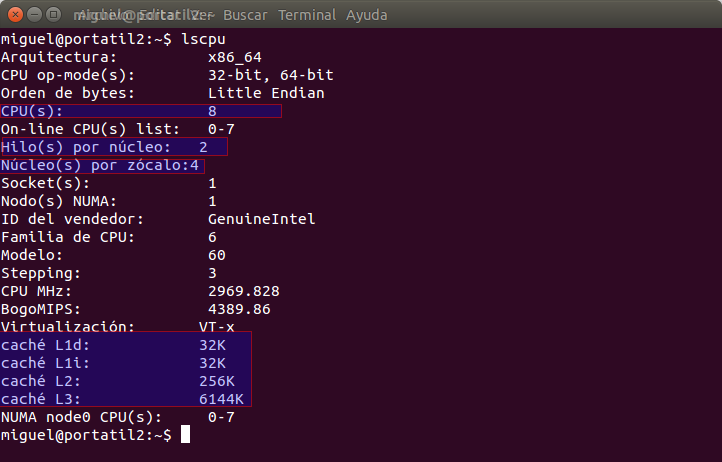 Archivo Editar Ver Buscar Terminal Ayuda
miguel@portatil2:~$ lscpu
Arquitectura:          x86_64
CPU op-mode(s):        32-bit, 64-bit
Orden de bytes:        Little Endian
CPU(s):                8
On-line CPU(s) list:   0-7
Hilo(s) por núcleo:   2
Núcleo(s) por zócalo:4
Socket(s):             1
Nodo(s) NUMA:          1
ID del vendedor:       GenuineIntel
Familia de CPU:        6
Modelo:                60
Stepping:              3
CPU MHz:               2969.828
BogoMIPS:              4389.86
Virtualización:       VT-x
caché L1d:            32K
caché L1i:            32K
caché L2:             256K
caché L3:             6144K
NUMA node0 CPU(s):     0-7
miguel@portatil2:~$